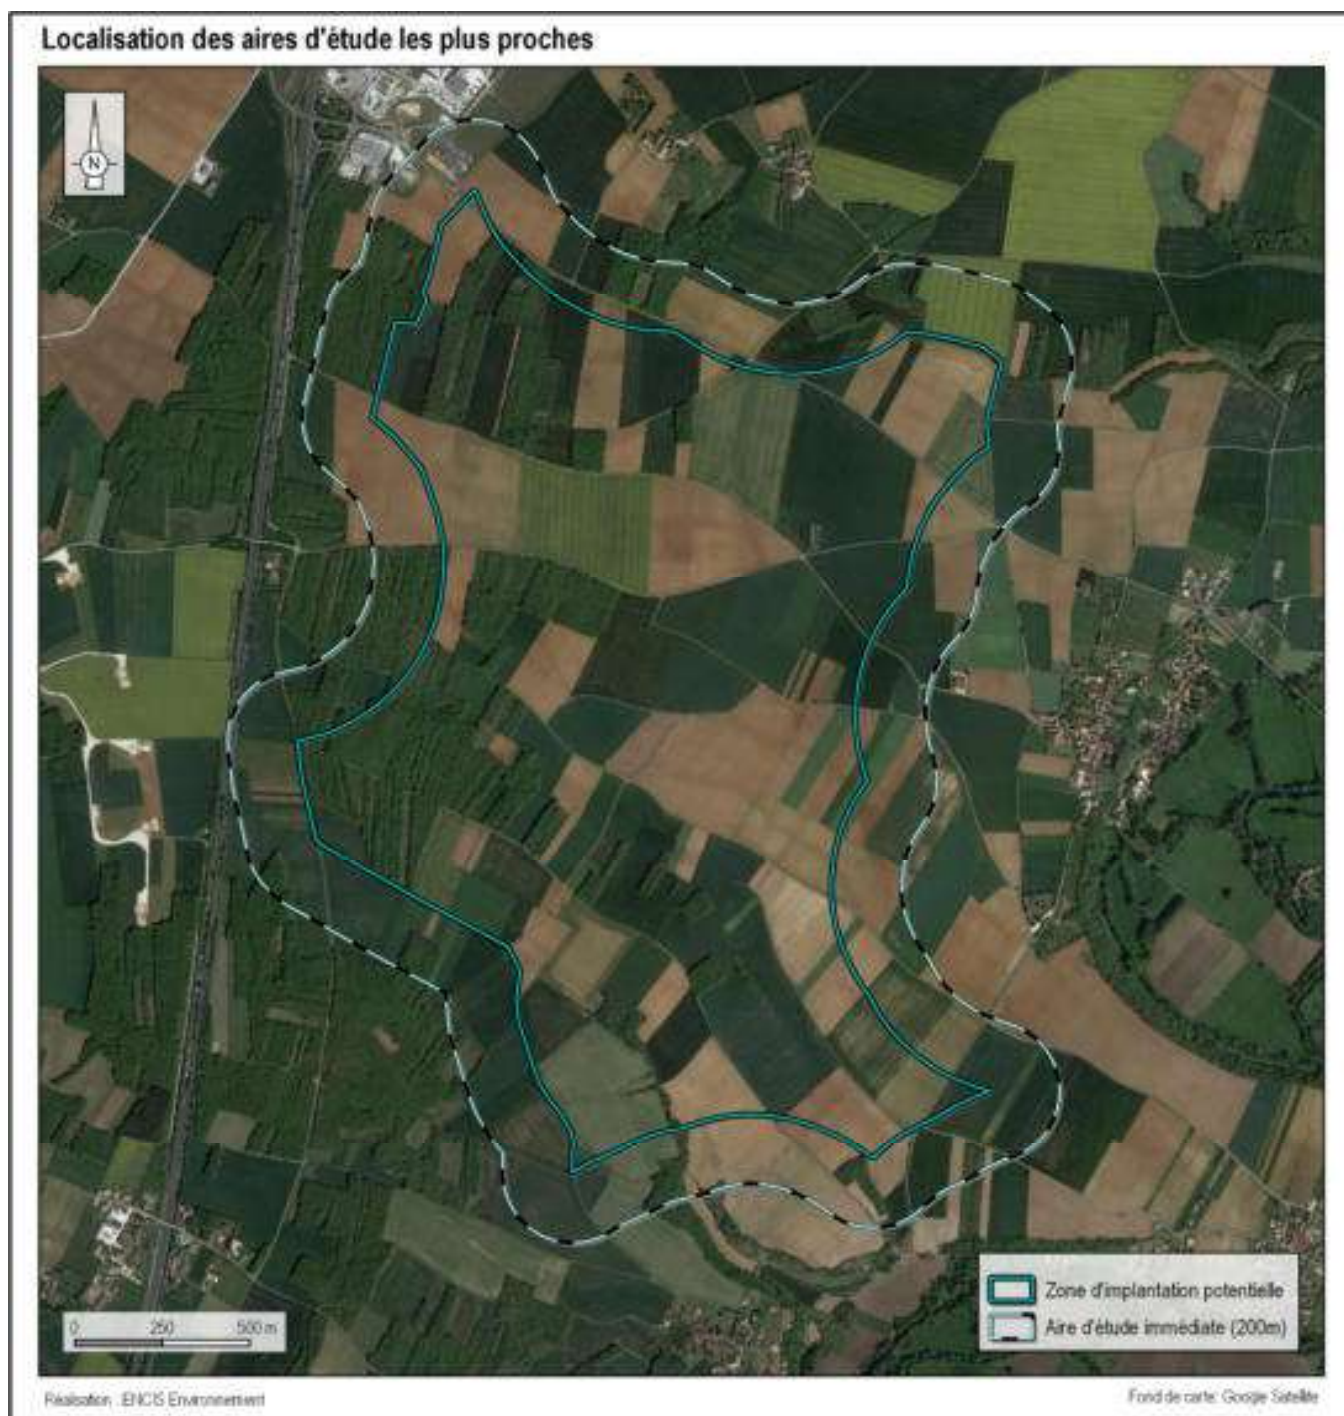 Localisation des aires d'étude les plus proches
N
Zone d'implantation potentielle
Aire d'étude immédiate (200m)
0 250 500 m
Réalisation : ENCIS Environnement
Fond de carte: Google Satellite